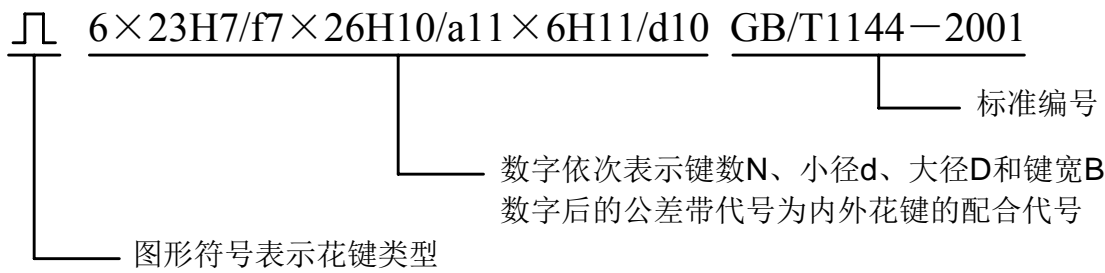 6×23H7/f7×26H10/a11×6H11/d10 GB/T1144－2001
标准编号
数字依次表示键数N、小径d、大径D和键宽B
数字后的公差带代号为内外花键的配合代号
图形符号表示花键类型